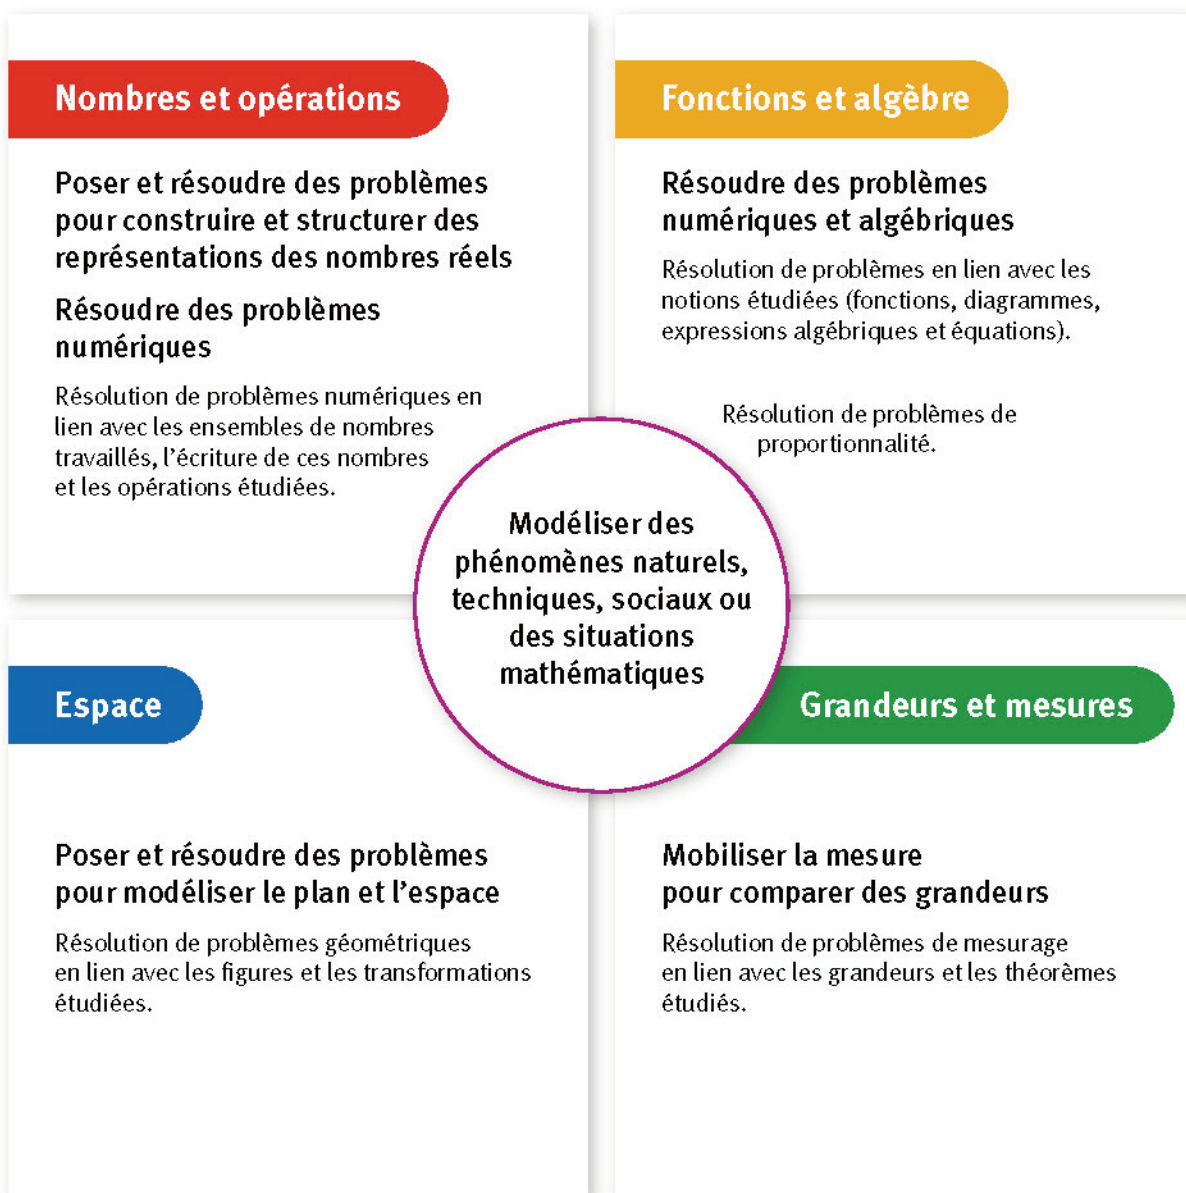 Nombres et opérations
Poser et résoudre des problèmes
pour construire et structurer des
représentations des nombres réels
Résoudre des problèmes
numériques
Résolution de problèmes numériques en
lien avec les ensembles de nombres
travaillés, l’écriture de ces nombres
et les opérations étudiées.
Fonctions et algèbre
Résoudre des problèmes
numériques et algébriques
Résolution de problèmes en lien avec les
notions étudiées (fonctions, diagrammes,
expressions algébriques et équations).
Résolution de problèmes de
proportionnalité.
Modéliser des
phénomènes naturels,
techniques, sociaux ou
des situations
mathématiques
Espace
Poser et résoudre des problèmes
pour modéliser le plan et l’espace
Résolution de problèmes géométriques
en lien avec les figures et les transformations
étudiées.
Grandeurs et mesures
Mobiliser la mesure
pour comparer des grandeurs
Résolution de problèmes de mesurage
en lien avec les grandeurs et les théorèmes
étudiés.